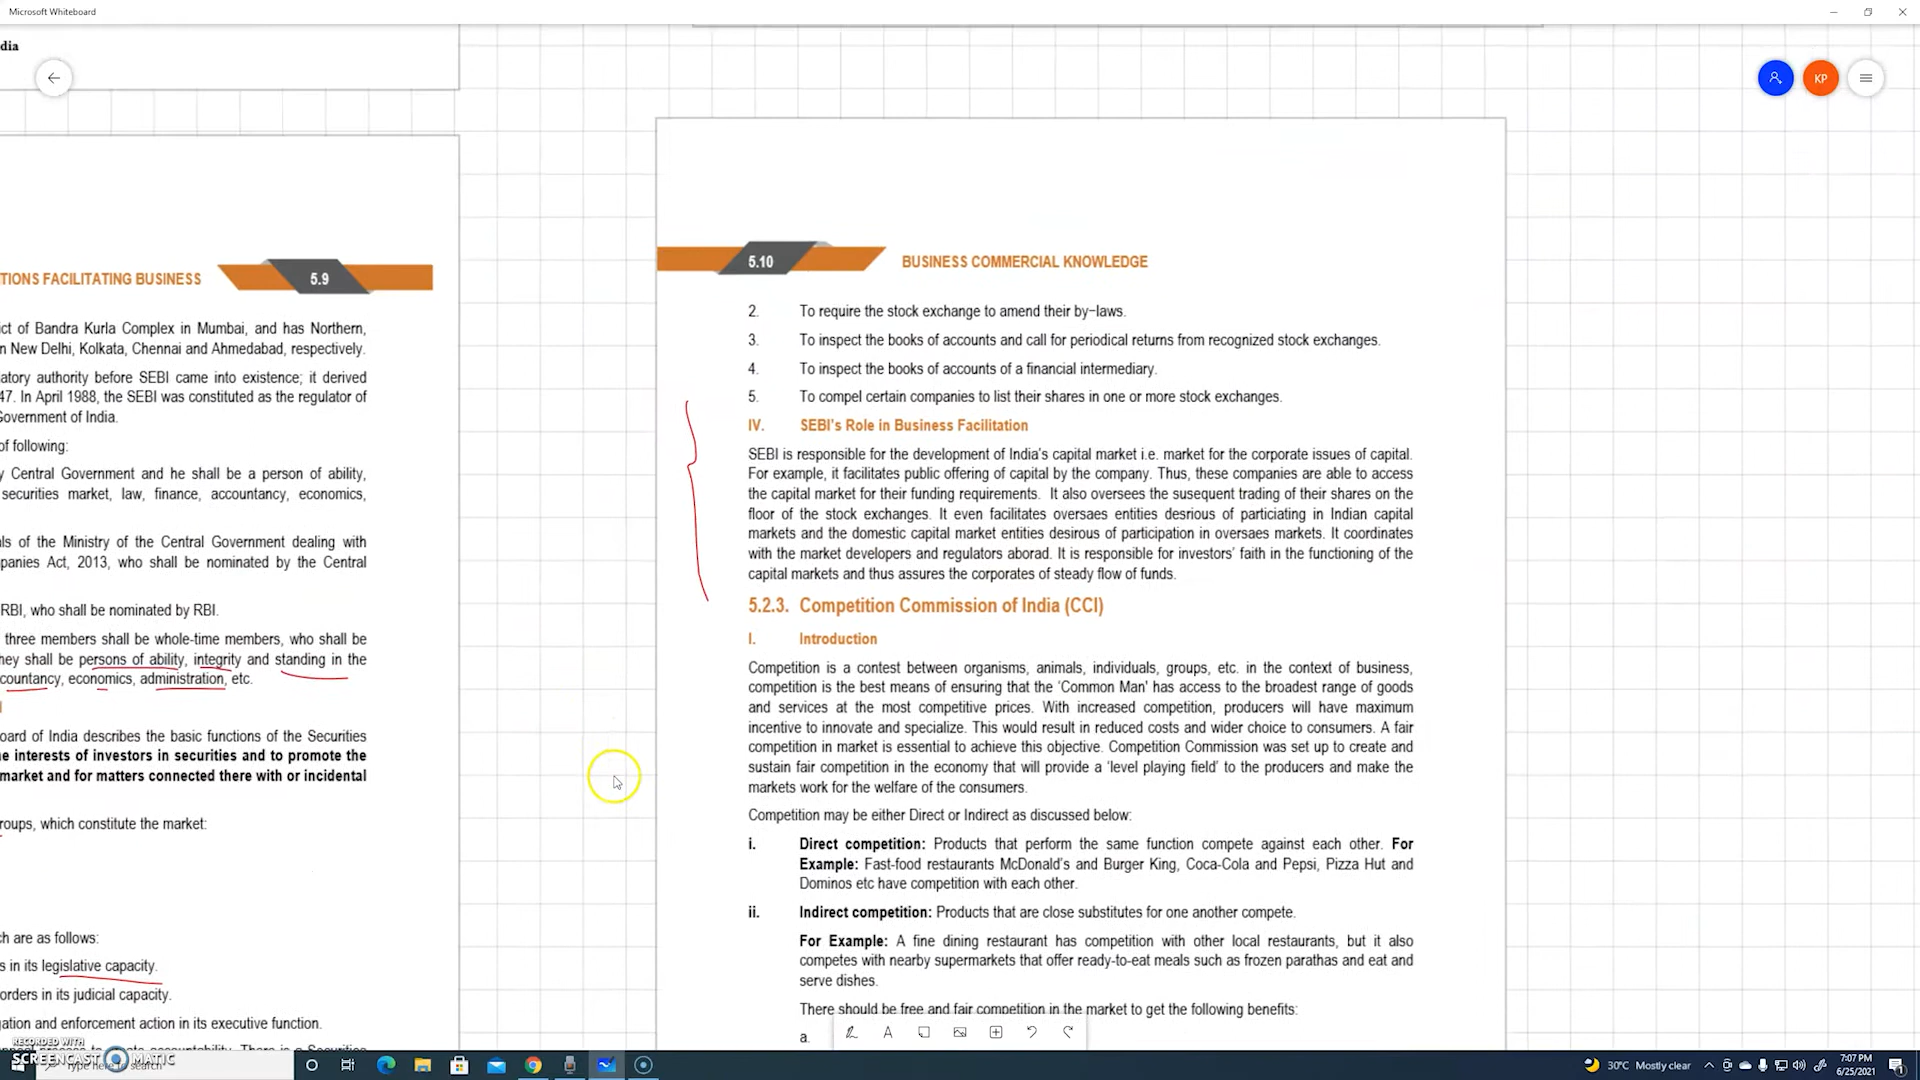 Microsoft Whiteboard
dia
KP
TIONS FACILITATING BUSINESS
5.9
ict of Bandra Kurla Complex in Mumbai, and has Northern,
n New Delhi, Kolkata, Chennai and Ahmedabad, respectively.
atory authority before SEBI came into existence; it derived
47. In April 1988, the SEBI was constituted as the regulator of
Government of India.
of following:
y Central Government and he shall be a person of ability,
securities market, law, finance, accountancy, economics,
ls of the Ministry of the Central Government dealing with
panies Act, 2013, who shall be nominated by the Central
RBI, who shall be nominated by RBI.
three members shall be whole-time members, who shall be
hey shall be persons of ability, integrity and standing in the
countancy, economics, administration, etc.
oard of India describes the basic functions of the Securities
e interests of investors in securities and to promote the
market and for matters connected there with or incidental
roups, which constitute the market:
ch are as follows:
s in its legislative capacity.
orders in its judicial capacity.
gation and enforcement action in its executive function.
5.10
BUSINESS COMMERCIAL KNOWLEDGE
2. To require the stock exchange to amend their by-laws.
3. To inspect the books of accounts and call for periodical returns from recognized stock exchanges.
4. To inspect the books of accounts of a financial intermediary.
5. To compel certain companies to list their shares in one or more stock exchanges.
IV. SEBI's Role in Business Facilitation
SEBI is responsible for the development of India's capital market i.e. market for the corporate issues of capital.
For example, it facilitates public offering of capital by the company. Thus, these companies are able to access
the capital market for their funding requirements. It also oversees the susequent trading of their shares on the
floor of the stock exchanges. It even facilitates oversaes entities desrious of particiating in Indian capital
markets and the domestic capital market entities desirous of participation in oversaes markets. It coordinates
with the market developers and regulators aborad. It is responsible for investors' faith in the functioning of the
capital markets and thus assures the corporates of steady flow of funds.
5.2.3. Competition Commission of India (CCI)
I. Introduction
Competition is a contest between organisms, animals, individuals, groups, etc. in the context of business,
competition is the best means of ensuring that the 'Common Man' has access to the broadest range of goods
and services at the most competitive prices. With increased competition, producers will have maximum
incentive to innovate and specialize. This would result in reduced costs and wider choice to consumers. A fair
competition in market is essential to achieve this objective. Competition Commission was set up to create and
sustain fair competition in the economy that will provide a 'level playing field' to the producers and make the
markets work for the welfare of the consumers.
Competition may be either Direct or Indirect as discussed below:
i. Direct competition: Products that perform the same function compete against each other. For
Example: Fast-food restaurants McDonald's and Burger King, Coca-Cola and Pepsi, Pizza Hut and
Dominos etc have competition with each other.
ii. Indirect competition: Products that are close substitutes for one another compete.
For Example: A fine dining restaurant has competition with other local restaurants, but it also
competes with nearby supermarkets that offer ready-to-eat meals such as frozen parathas and eat and
serve dishes.
There should be free and fair competition in the market to get the following benefits:
a.
RECORDED WITH
SCREENCAST MATIC
Type here to search
30°C Mostly clear
7:07 PM
6/25/2021